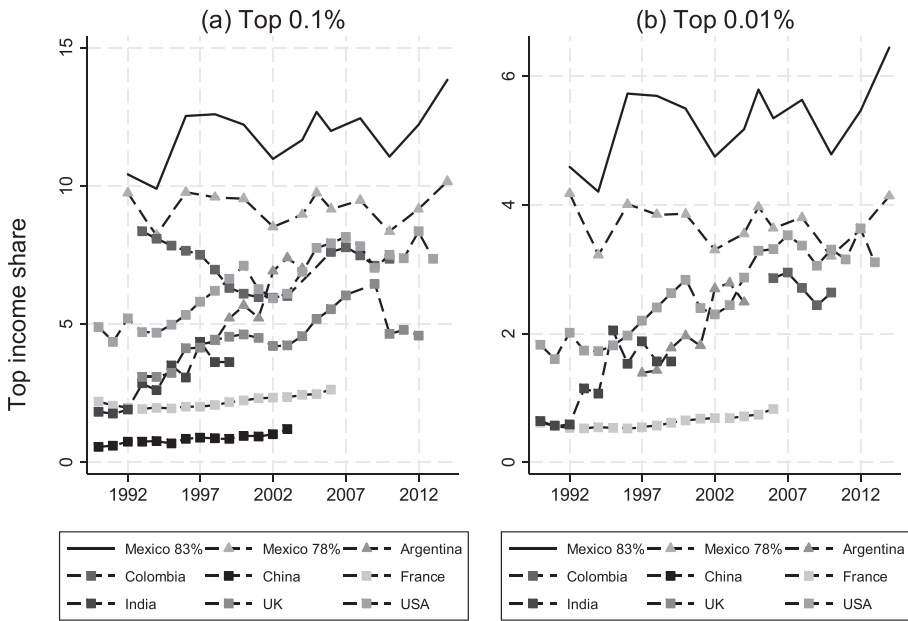 (a) Top 0.1%
(b) Top 0.01%
Top income share
15
10
5
0
6
4
2
0
1992 1997 2002 2007 2012
1992 1997 2002 2007 2012
Mexico 83% Mexico 78% Argentina
Colombia China France
India UK USA
Mexico 83% Mexico 78% Argentina
Colombia China France
India UK USA